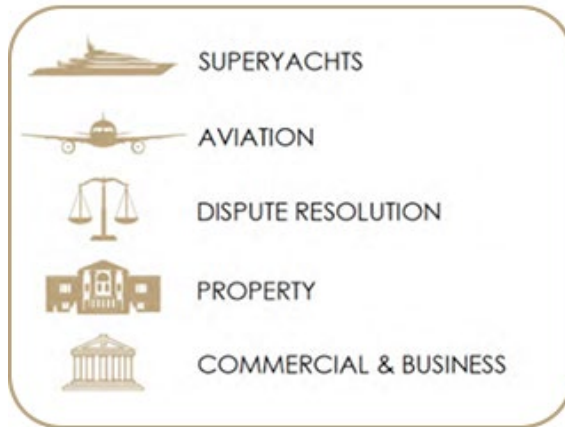 SUPERYACHTS
AVIATION
DISPUTE RESOLUTION
PROPERTY
COMMERCIAL & BUSINESS